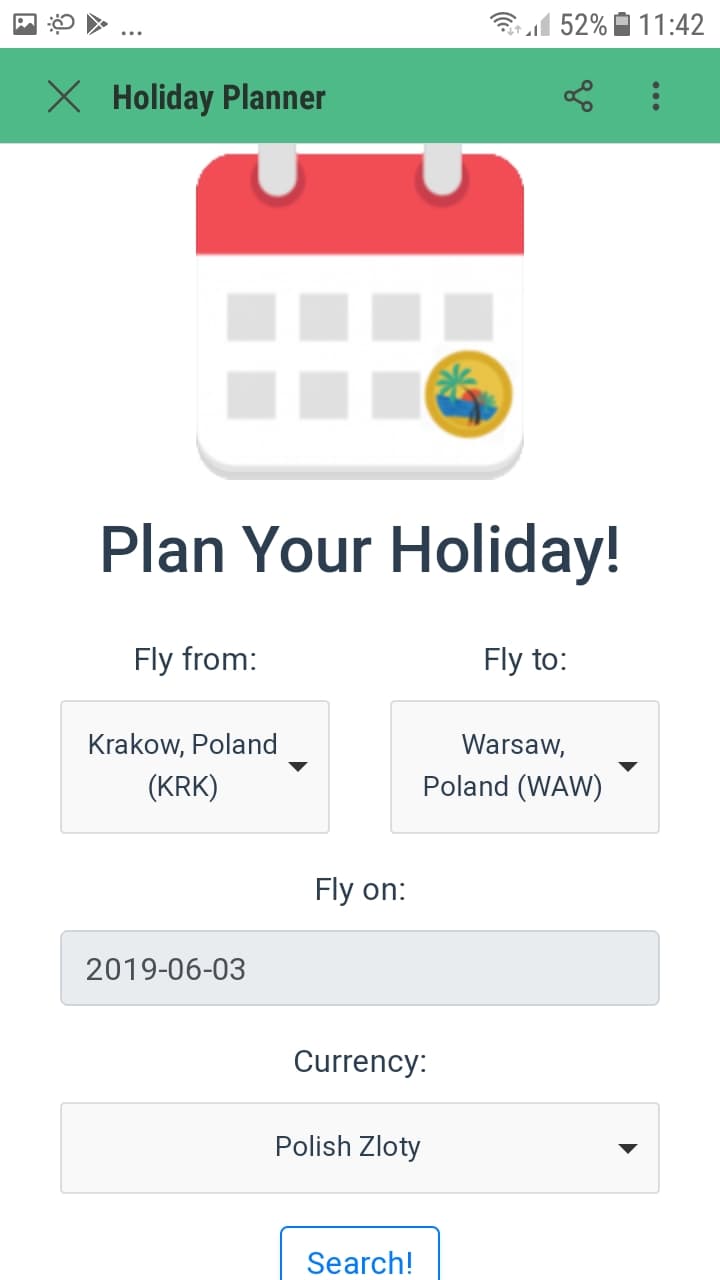 ... 52% 11:42
Holiday Planner
Plan Your Holiday!
Fly from:
Fly to:
Krakow, Poland
(KRK)
Warsaw,
Poland (WAW)
Fly on:
2019-06-03
Currency:
Polish Zloty
Search!